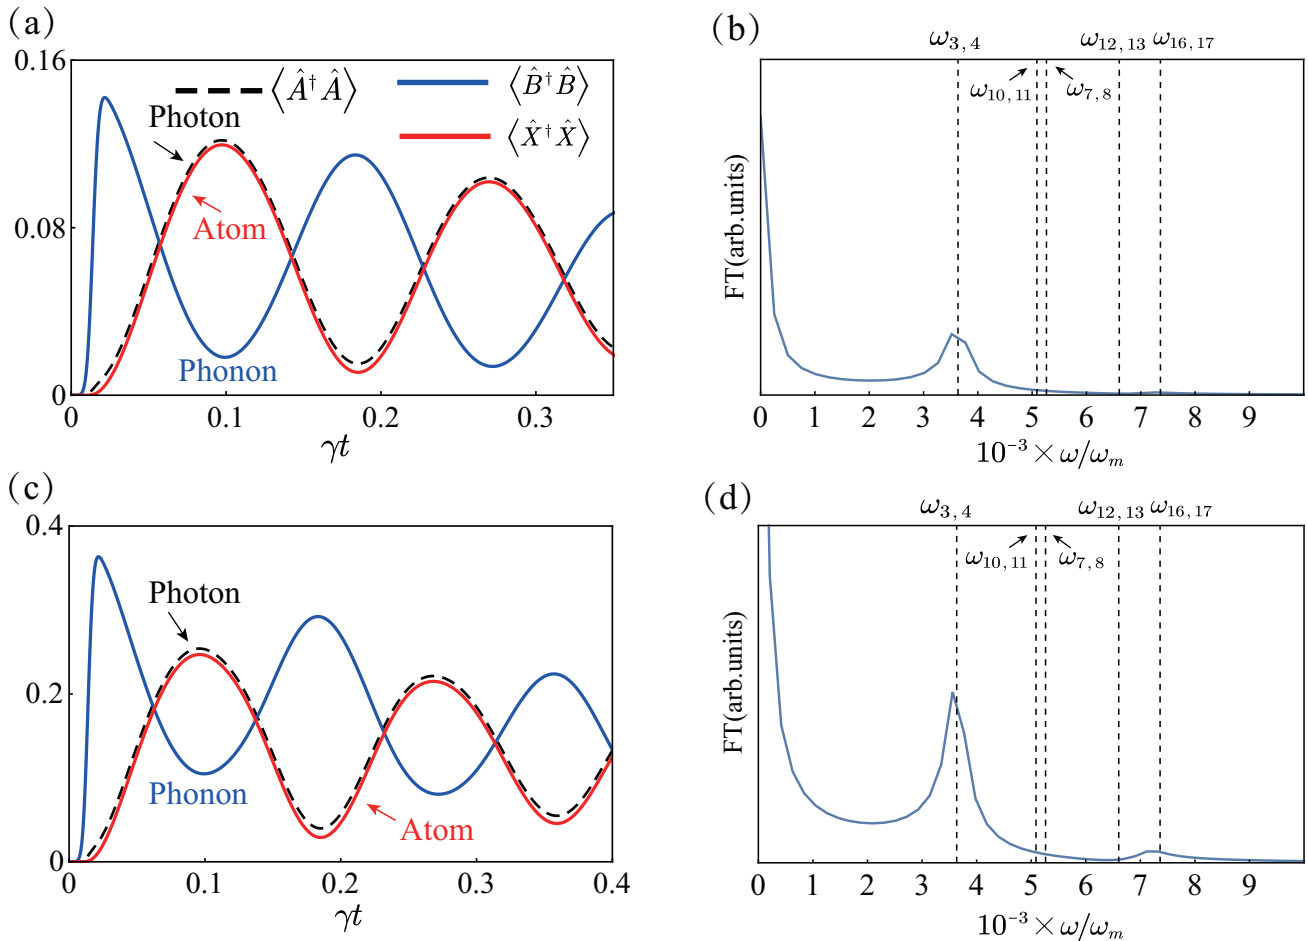 (a)
0.16
0.08
0
⟨Â†Â⟩
⟨B̂†B̂⟩
⟨X̂†X̂⟩
Photon
Atom
Phonon
0 0.1 0.2 0.3
γt
(b)
ω3, 4 ω12, 13 ω16, 17
ω10, 11 ω7, 8
FT(arb.units)
0 1 2 3 4 5 6 7 8 9
10⁻³ × ω/ωm
(c)
0.4
0.2
0
Photon
Phonon
Atom
0 0.1 0.2 0.3 0.4
γt
(d)
ω3, 4 ω12, 13 ω16, 17
ω10, 11 ω7, 8
FT(arb.units)
0 1 2 3 4 5 6 7 8 9
10⁻³ × ω/ωm